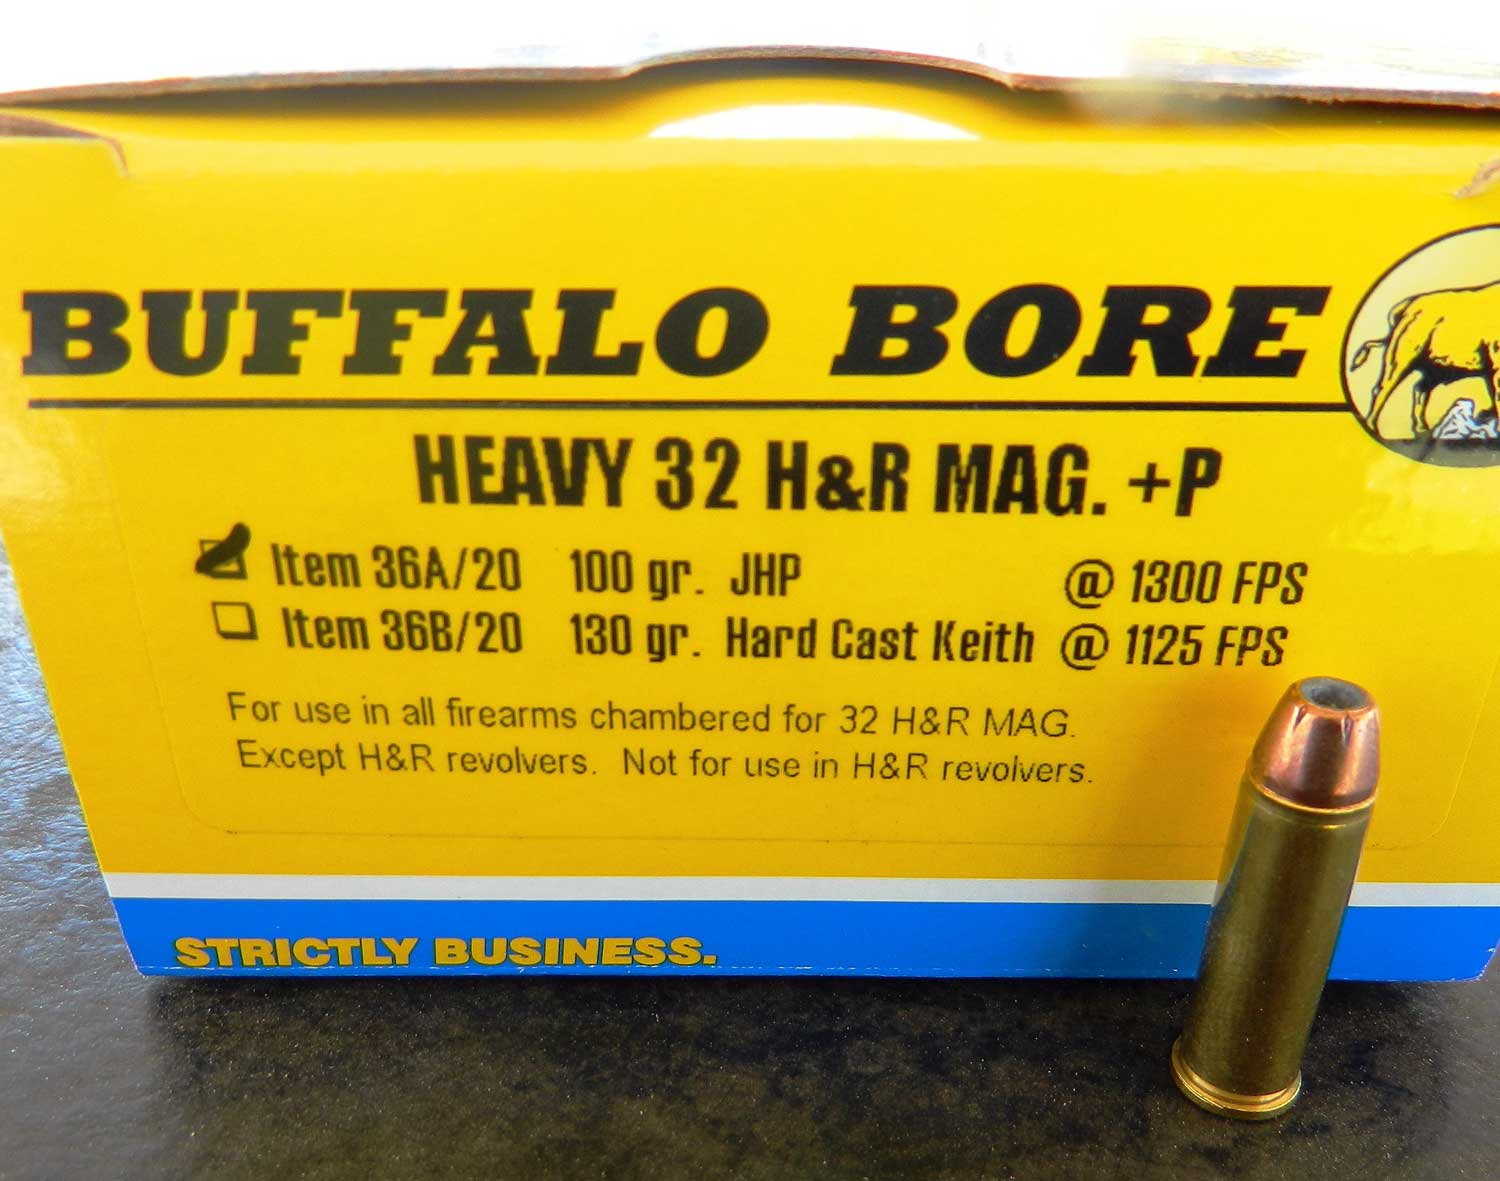 BUFFALO BORE
HEAVY 32 H&R MAG. +P
Item 36A/20 100 gr. JHP @ 1300 FPS
Item 36B/20 130 gr. Hard Cast Keith @ 1125 FPS
For use in all firearms chambered for 32 H&R MAG.
Except H&R revolvers. Not for use in H&R revolvers.
STRICTLY BUSINESS.